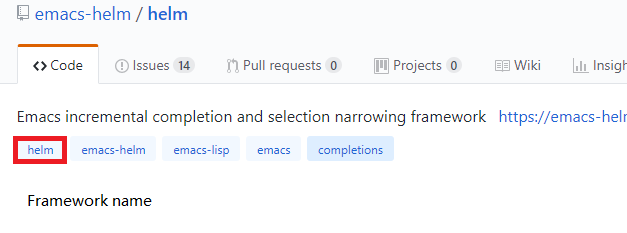 emacs-helm / helm
Code Issues 14 Pull requests 0 Projects 0 Wiki Insigh
Emacs incremental completion and selection narrowing framework https://emacs-heln
helm emacs-helm emacs-lisp emacs completions
Framework name